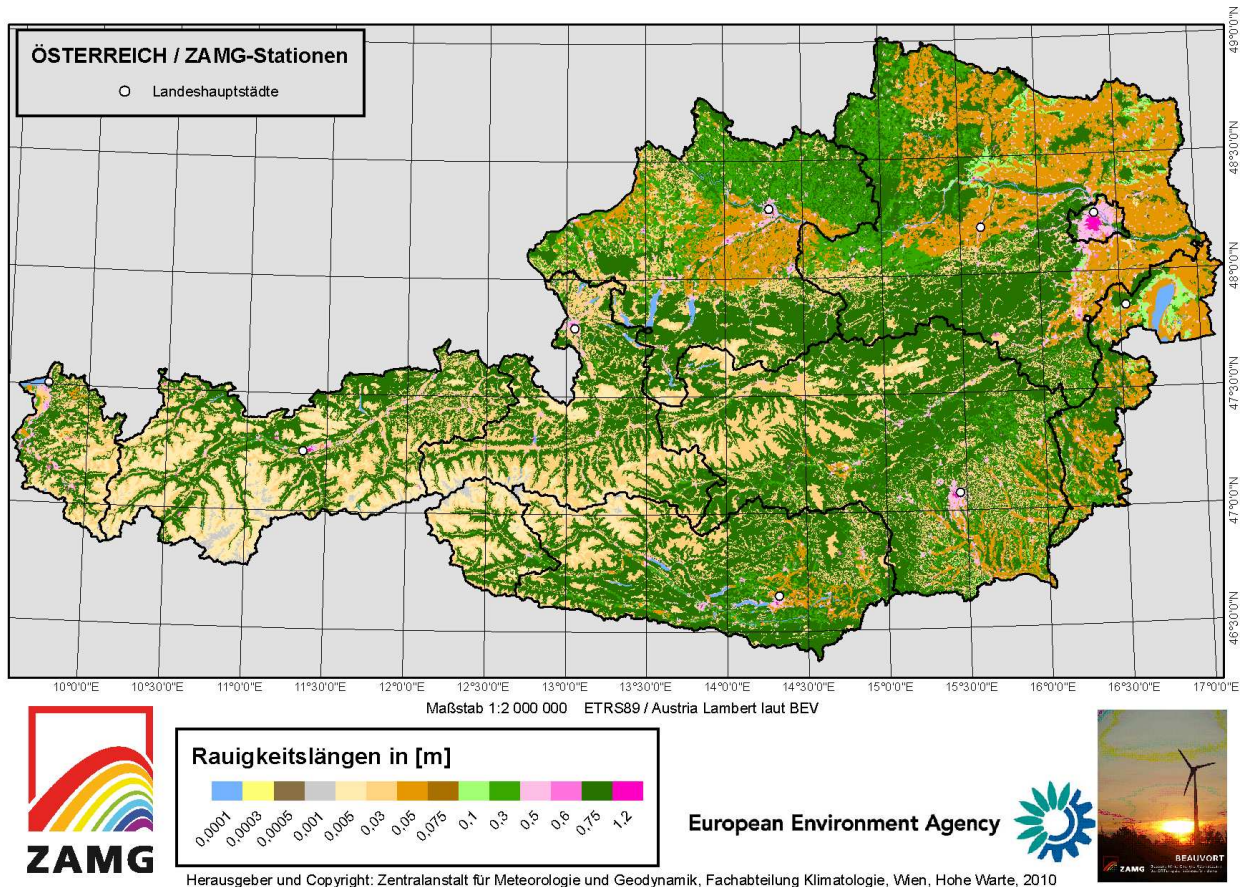 ÖSTERREICH / ZAMG-Stationen
Landeshauptstädte
49°0'0"N
48°30'0"N
48°0'0"N
47°30'0"N
47°0'0"N
46°30'0"N
10°0'0"E 10°30'0"E 11°0'0"E 11°30'0"E 12°0'0"E 12°30'0"E 13°0'0"E 13°30'0"E 14°0'0"E 14°30'0"E 15°0'0"E 15°30'0"E 16°0'0"E 16°30'0"E 17°0'0"E
Maßstab 1:2 000 000 ETRS89 / Austria Lambert laut BEV
Rauigkeitslängen in [m]
0,0001 0,0003 0,0005 0,001 0,005 0,03 0,05 0,075 0,1 0,3 0,5 0,6 0,75 1,2
ZAMG
European Environment Agency
BEAUVORT
ZAMG
Herausgeber und Copyright: Zentralanstalt für Meteorologie und Geodynamik, Fachabteilung Klimatologie, Wien, Hohe Warte, 2010